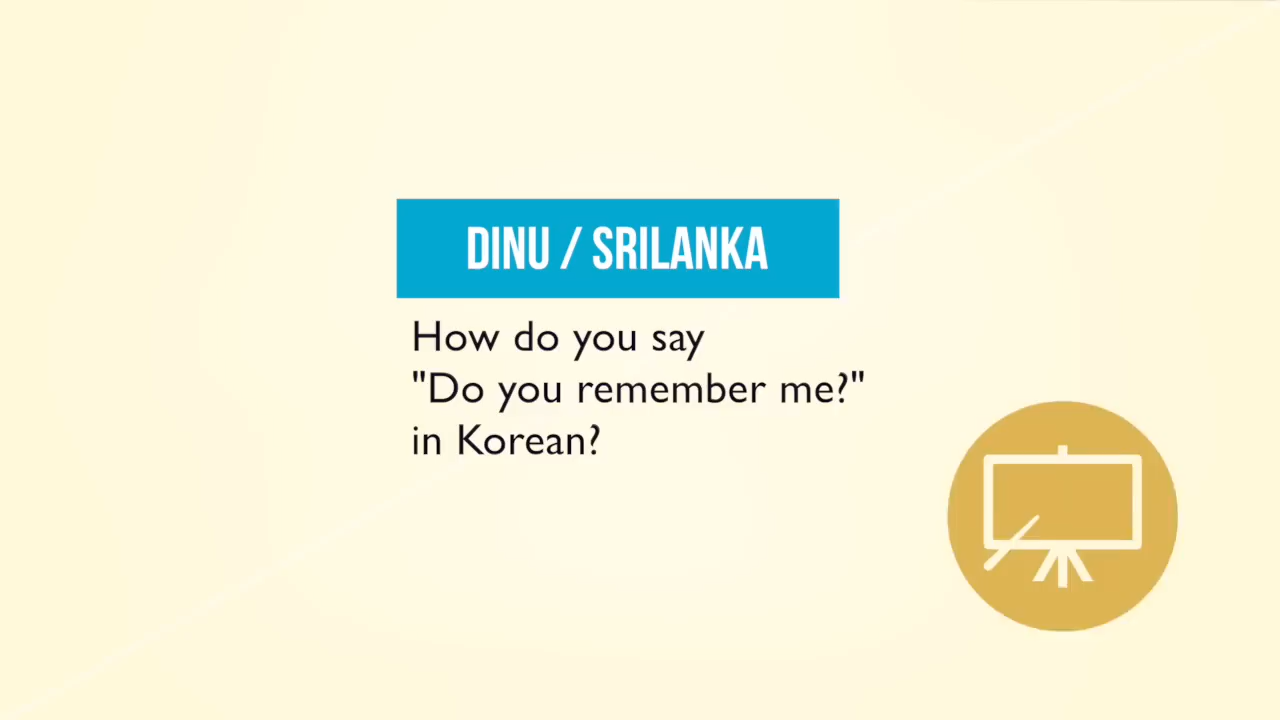 DINU / SRILANKA
How do you say
"Do you remember me?"
in Korean?